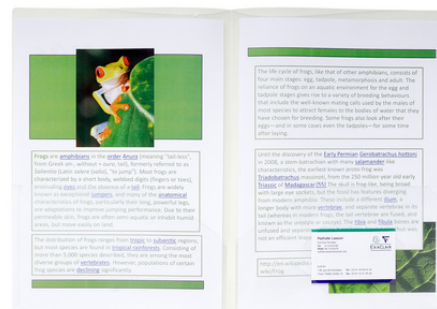 Frogs are amphibians in the order Anura (meaning "tail-less",
from Greek an-, without + oura, tail), formerly referred to as
Salientia (Latin salere (salio), "to jump"). Most frogs are
characterized by a short body, webbed digits (fingers or toes),
protruding eyes and the absence of a tail. Frogs are widely
known as exceptional jumpers, and many of the anatomical
characteristics of frogs, particularly their long, powerful legs,
are adaptations to improve jumping performance. Due to their
permeable skin, frogs are often semi-aquatic or inhabit humid
areas, but move easily on land.
The distribution of frogs ranges from tropic to subarctic regions,
but most species are found in tropical rainforests. Consisting of
more than 5,000 species described, they are among the most
diverse groups of vertebrates. However, populations of certain
frog species are declining significantly.
The life cycle of frogs, like that of other amphibians, consists of
four main stages: egg, tadpole, metamorphosis and adult. The
reliance of frogs on an aquatic environment for the egg and
tadpole stages gives rise to a variety of breeding behaviours
that include the well-known mating calls used by the males of
most species to attract females to the bodies of water that they
have chosen for breeding. Some frogs also look after their
eggs—and in some cases even the tadpoles—for some time
after laying.
Until the discovery of the Early Permian Gerobatrachus hottoni
in 2008, a stem-batrachian with many salamander-like
characteristics, the earliest known proto-frog was
Triadobatrachus massinoti, from the 250 million year old early
Triassic of Madagascar.[55] The skull is frog-like, being broad
with large eye sockets, but the fossil has features diverging
from modern amphibia. These include a different ilium, a
longer body with more vertebrae, and separate vertebrae in its
tail (whereas in modern frogs, the tail vertebrae are fused, and
known as the urostyle or coccyx). The tibia and fibula bones are
unfused and separate
not an efficient
http://en.wikipedia
wiki/Frog
Nathalie Lawson
EXACLAIR